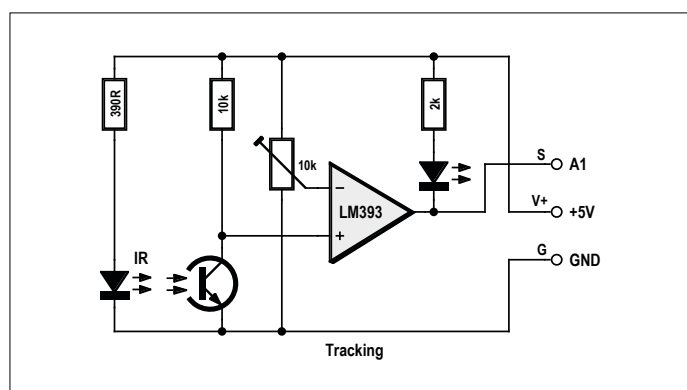 390R
10k
10k
2k
LM393
−
+
IR
S
A1
V+
+5V
G
GND
Tracking